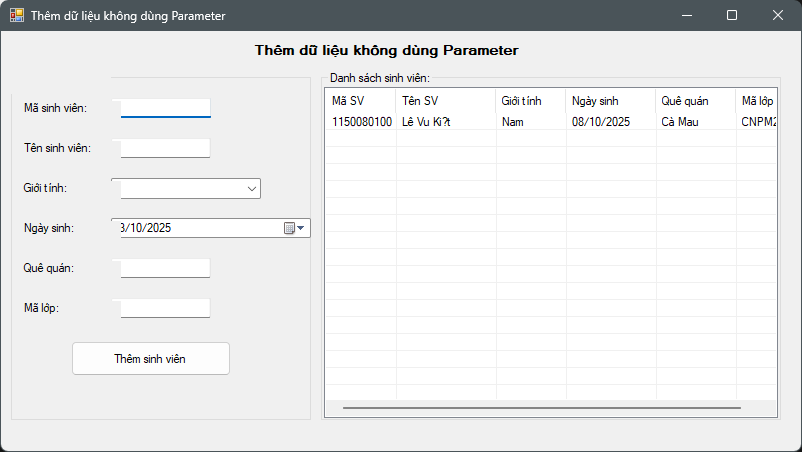 Thêm dữ liệu không dùng Parameter
Thêm dữ liệu không dùng Parameter
Mã sinh viên:
Tên sinh viên:
Giới tính:
Ngày sinh: 3/10/2025
Quê quán:
Mã lớp:
Thêm sinh viên
Danh sách sinh viên:
Mã SV Tên SV Giới tính Ngày sinh Quê quán Mã lớp
1150080100 Lê Vu Ki?t Nam 08/10/2025 Cà Mau CNPM2